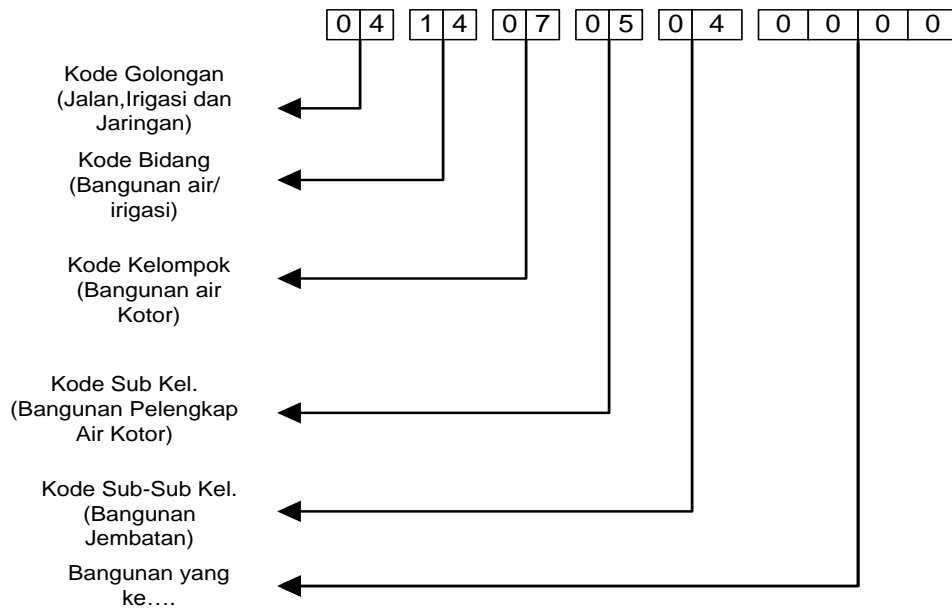 0 4 1 4 0 7 0 5 0 4 0 0 0 0
Kode Golongan
(Jalan,Irigasi dan
Jaringan)
Kode Bidang
(Bangunan air/
irigasi)
Kode Kelompok
(Bangunan air
Kotor)
Kode Sub Kel.
(Bangunan Pelengkap
Air Kotor)
Kode Sub-Sub Kel.
(Bangunan
Jembatan)
Bangunan yang
ke....